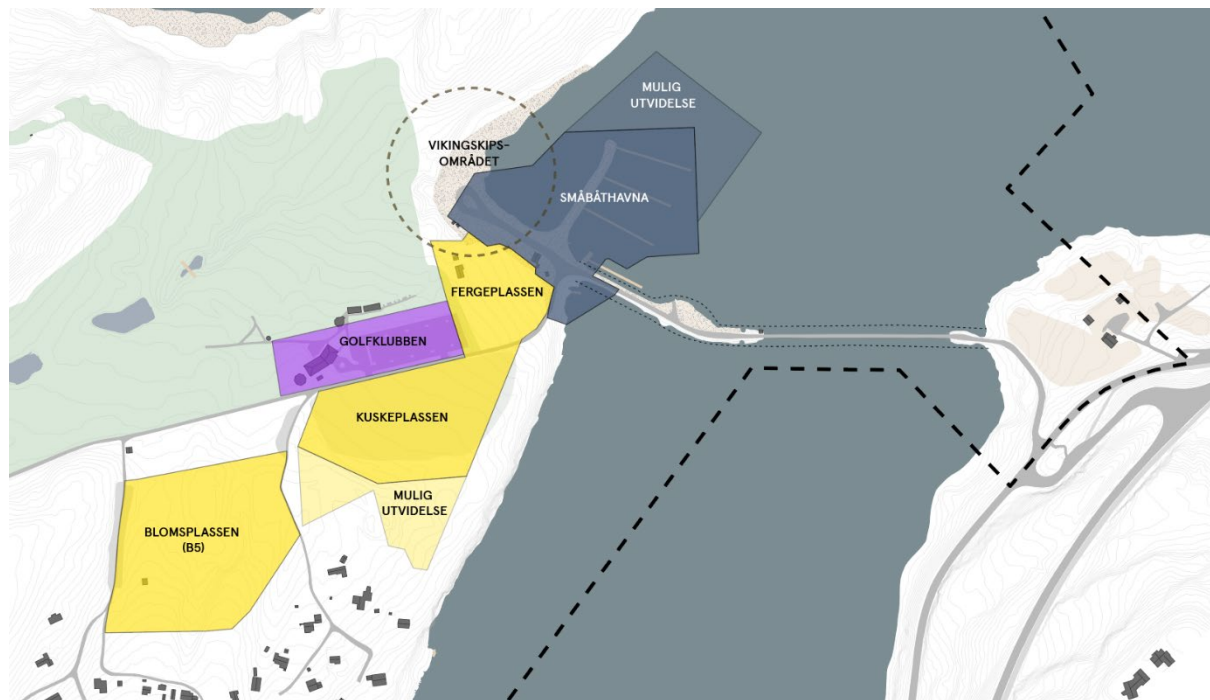 MULIG
UTVIDELSE
VIKINGSKIPS-
OMRÅDET
SMÅBÅTHAVNA
FERGEPLASSEN
GOLFKLUBBEN
KUSKEPLASSEN
MULIG
UTVIDELSE
BLOMSPLASSEN
(B5)